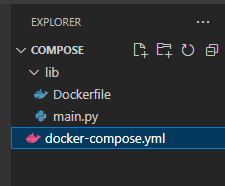 EXPLORER
COMPOSE
lib
Dockerfile
main.py
docker-compose.yml